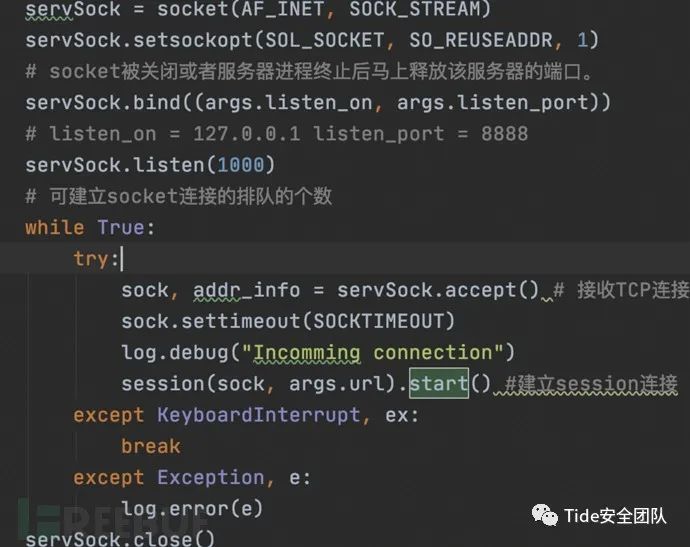 servSock = socket(AF_INET, SOCK_STREAM)
servSock.setsockopt(SOL_SOCKET, SO_REUSEADDR, 1)
# socket被关闭或者服务器进程终止后马上释放该服务器的端口。
servSock.bind((args.listen_on, args.listen_port))
# listen_on = 127.0.0.1 listen_port = 8888
servSock.listen(1000)
# 可建立socket连接的排队的个数
while True:
try:
sock, addr_info = servSock.accept() # 接收TCP连接
sock.settimeout(SOCKTIMEOUT)
log.debug("Incomming connection")
session(sock, args.url).start() #建立session连接
except KeyboardInterrupt, ex:
break
except Exception, e:
log.error(e)
servSock.close()
FREEBUF
Tide安全团队